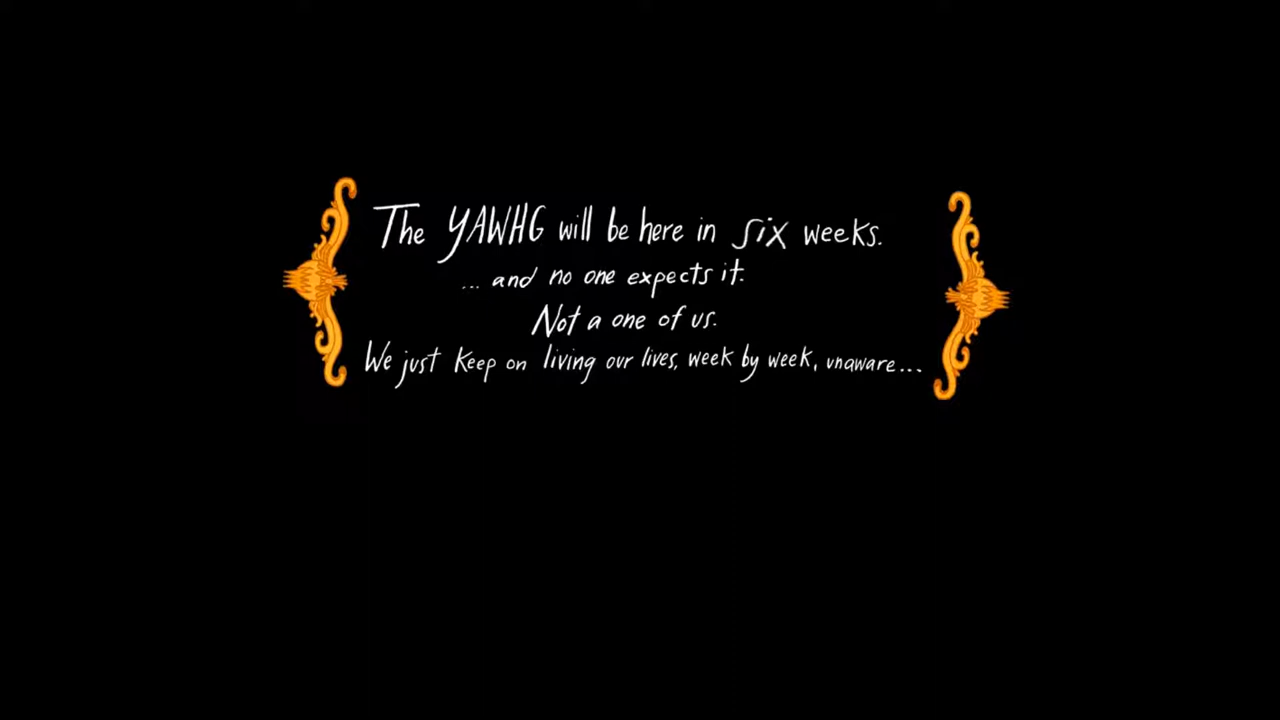 The YAWHG will be here in six weeks.
... and no one expects it.
Not a one of us.
We just keep on living our lives, week by week, unaware...